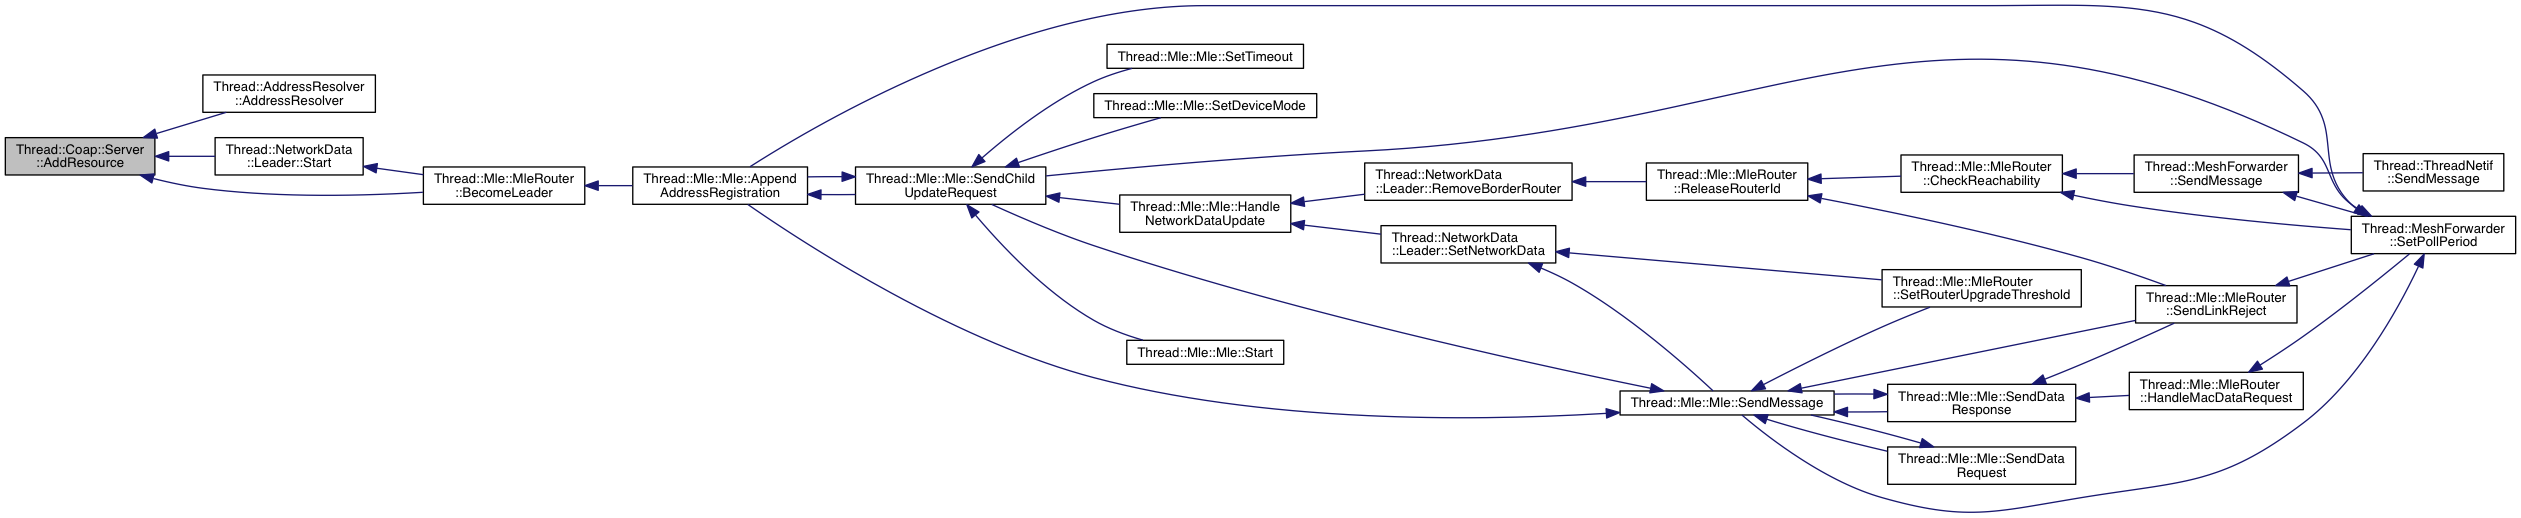 Thread::Coap::Server
::AddResource
Thread::AddressResolver
::AddressResolver
Thread::NetworkData
::Leader::Start
Thread::Mle::MleRouter
::BecomeLeader
Thread::Mle::Mle::Append
AddressRegistration
Thread::Mle::Mle::SendChild
UpdateRequest
Thread::Mle::Mle::SetTimeout
Thread::Mle::Mle::SetDeviceMode
Thread::Mle::Mle::Handle
NetworkDataUpdate
Thread::Mle::Mle::Start
Thread::NetworkData
::Leader::RemoveBorderRouter
Thread::NetworkData
::Leader::SetNetworkData
Thread::Mle::MleRouter
::ReleaseRouterId
Thread::Mle::Mle::SendMessage
Thread::Mle::MleRouter
::CheckReachability
Thread::Mle::MleRouter
::SetRouterUpgradeThreshold
Thread::Mle::Mle::SendData
Response
Thread::Mle::Mle::SendData
Request
Thread::MeshForwarder
::SendMessage
Thread::Mle::MleRouter
::SendLinkReject
Thread::Mle::MleRouter
::HandleMacDataRequest
Thread::ThreadNetif
::SendMessage
Thread::MeshForwarder
::SetPollPeriod